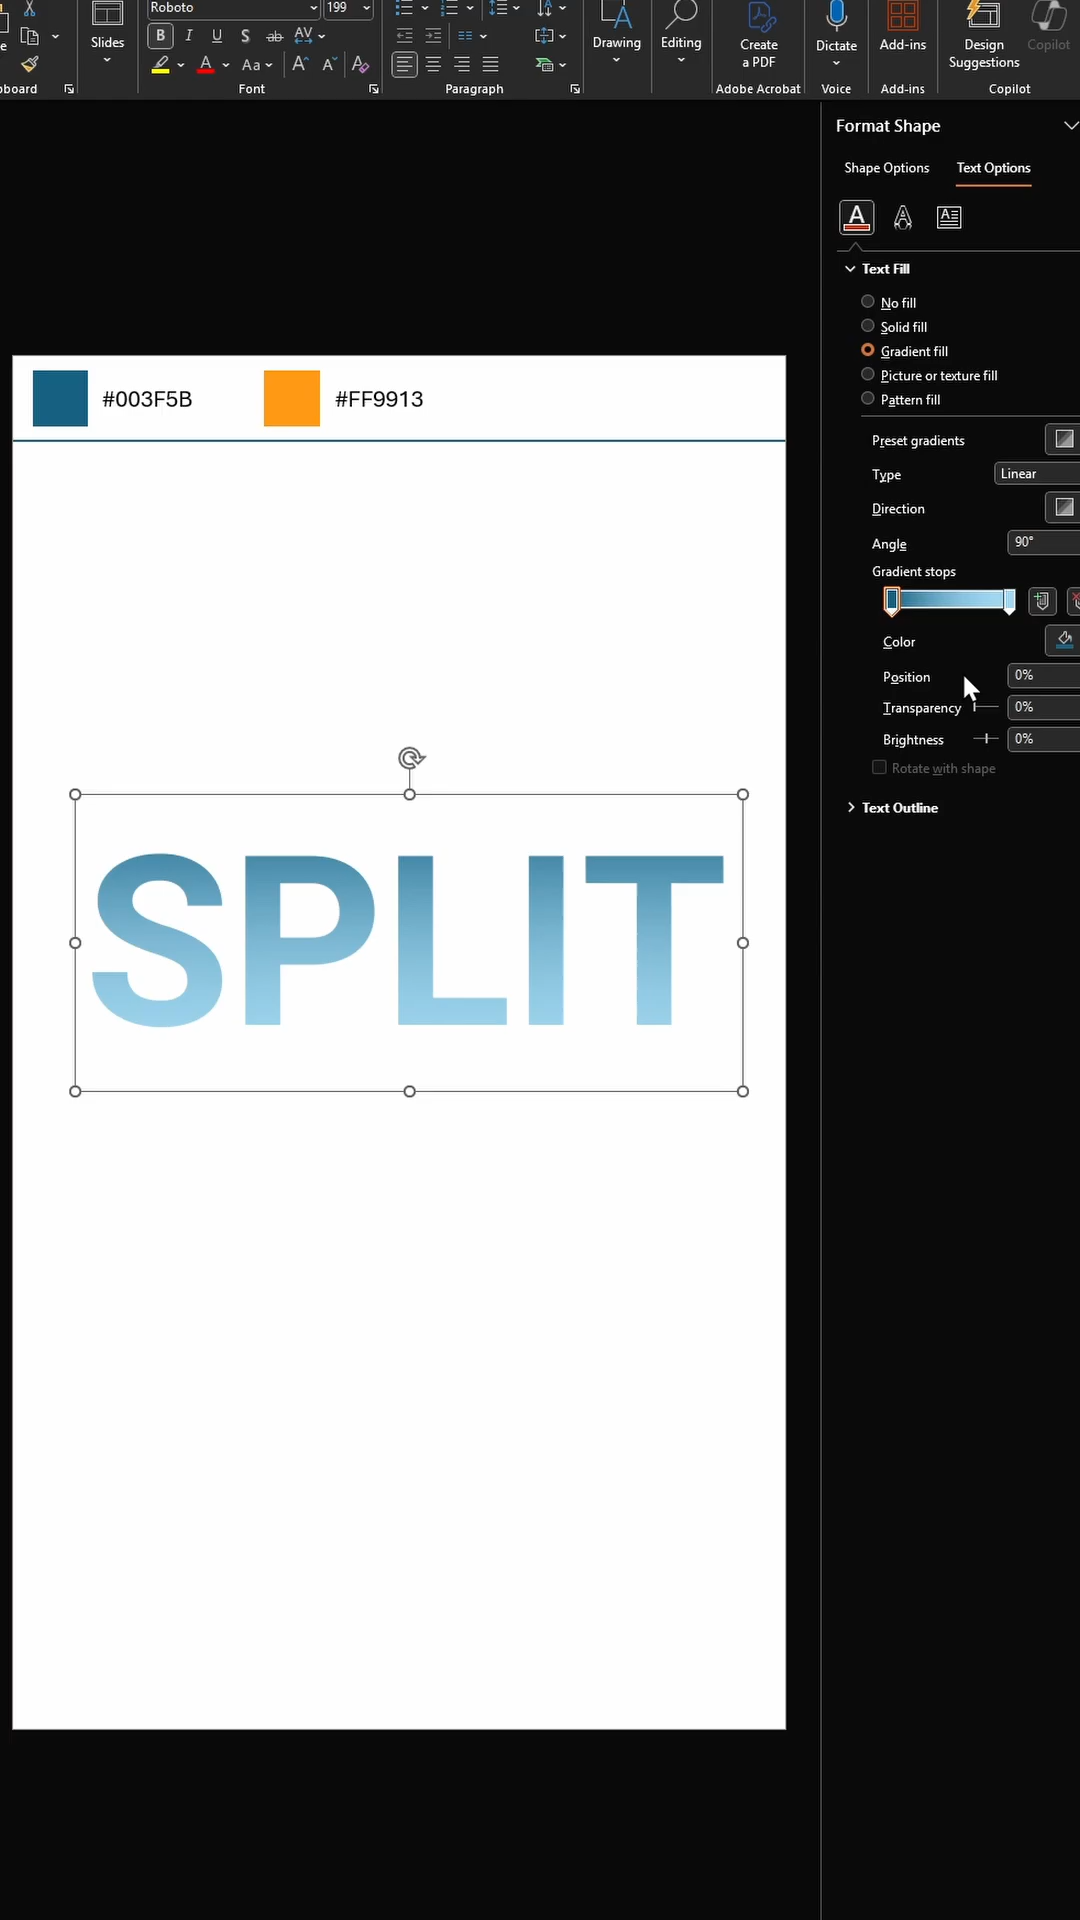 Roboto 199
B I U S ab AV
Aa A A A
Slides
Drawing
Editing
Create
a PDF
Dictate
Add-ins
Design
Suggestions
Copilot
board
Font
Paragraph
Adobe Acrobat
Voice
Add-ins
Copilot
Format Shape
Shape Options Text Options
Text Fill
No fill
Solid fill
Gradient fill
Picture or texture fill
Pattern fill
Preset gradients
Type Linear
Direction
Angle 90°
Gradient stops
Color
Position 0%
Transparency 0%
Brightness 0%
Rotate with shape
Text Outline
#003F5B #FF9913
SPLIT